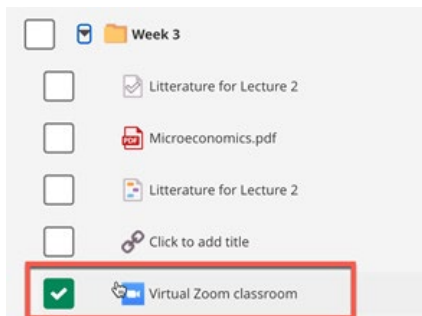 Week 3
Litterature for Lecture 2
PDF
Microeconomics.pdf
Litterature for Lecture 2
Click to add title
Virtual Zoom classroom